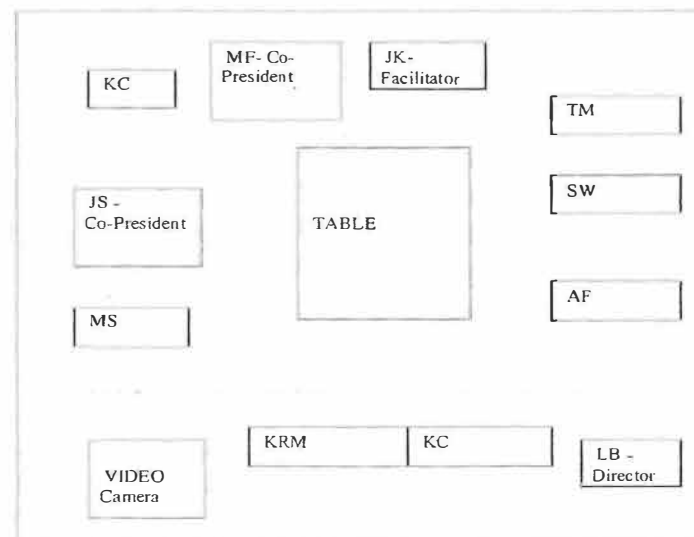 MF- Co-
President
JK-
Facilitator
KC
TM
SW
JS -
Co-President
TABLE
AF
MS
KRM
KC
LB -
Director
VIDEO
Camera